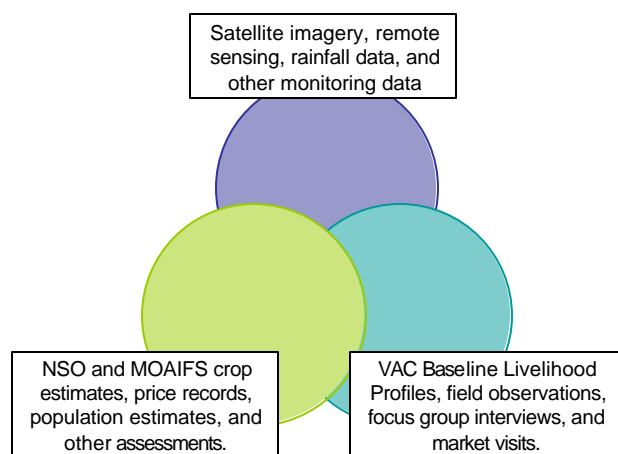 Satellite imagery, remote
sensing, rainfall data, and
other monitoring data
NSO and MOAIFS crop
estimates, price records,
population estimates, and
other assessments.
VAC Baseline Livelihood
Profiles, field observations,
focus group interviews, and
market visits.